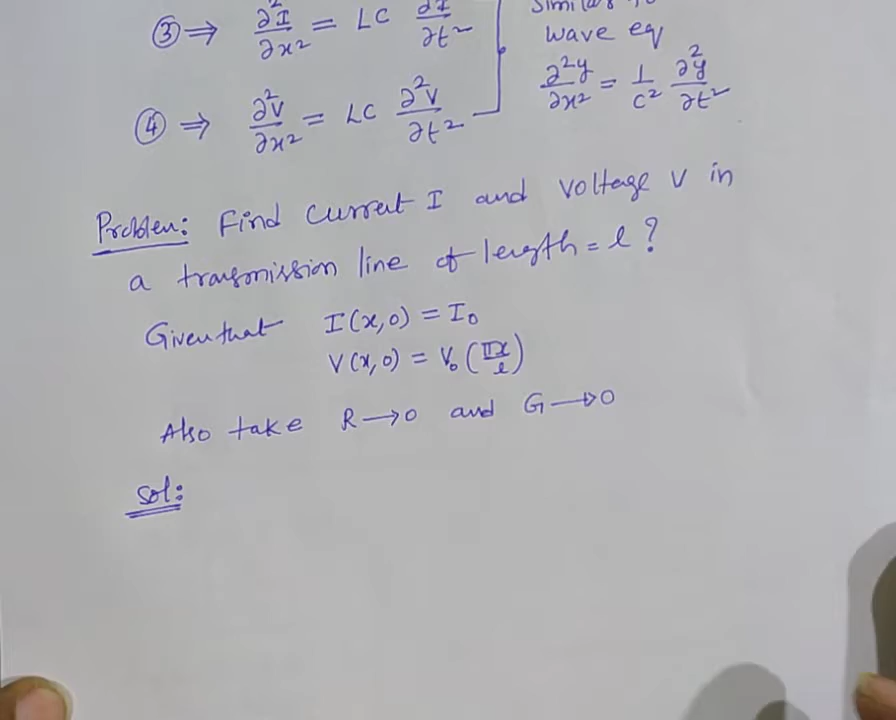 ③ ⇒ ∂²I/∂x² = LC ∂²I/∂t²
wave eq
∂²y/∂x² = 1/c² ∂²y/∂t²
④ ⇒ ∂²V/∂x² = LC ∂²V/∂t²
Problem: Find current I and voltage V in
a transmission line of length = l?
Given that I(x,0) = I₀
V(x,0) = V₀ (πx/l)
Also take R → 0 and G → 0
Sol: